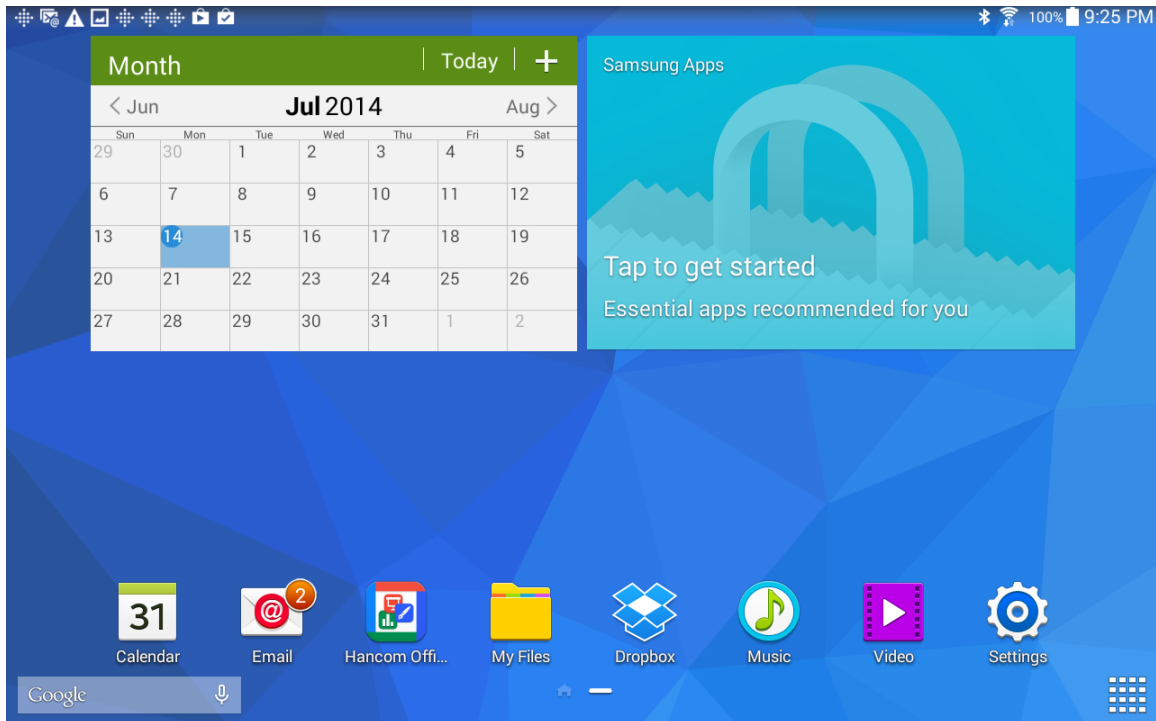 100% 9:25 PM
Month Today +
< Jun Jul 2014 Aug >
Sun Mon Tue Wed Thu Fri Sat
29 30 1 2 3 4 5
6 7 8 9 10 11 12
13 14 15 16 17 18 19
20 21 22 23 24 25 26
27 28 29 30 31 1 2
Samsung Apps
Tap to get started
Essential apps recommended for you
31
@ 2
Calendar Email Hancom Offi... My Files Dropbox Music Video Settings
Google